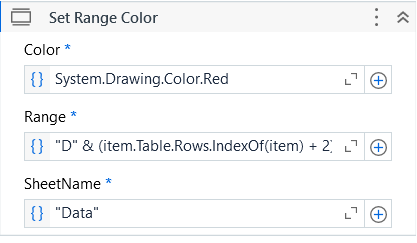 Set Range Color
Color *
{} System.Drawing.Color.Red
Range *
{} "D" & (item.Table.Rows.IndexOf(item) + 2)
SheetName *
{} "Data"